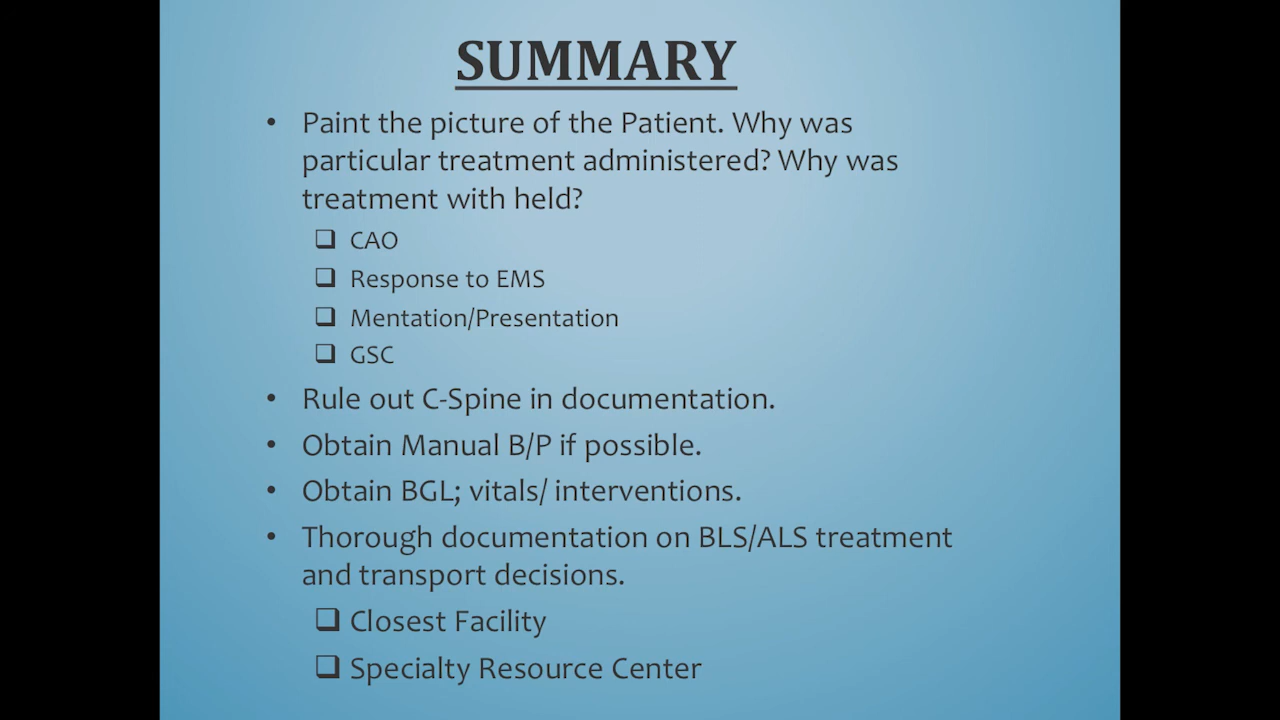 SUMMARY
• Paint the picture of the Patient. Why was
particular treatment administered? Why was
treatment with held?
❑ CAO
❑ Response to EMS
❑ Mentation/Presentation
❑ GSC
• Rule out C-Spine in documentation.
• Obtain Manual B/P if possible.
• Obtain BGL; vitals/ interventions.
• Thorough documentation on BLS/ALS treatment
and transport decisions.
❑ Closest Facility
❑ Specialty Resource Center